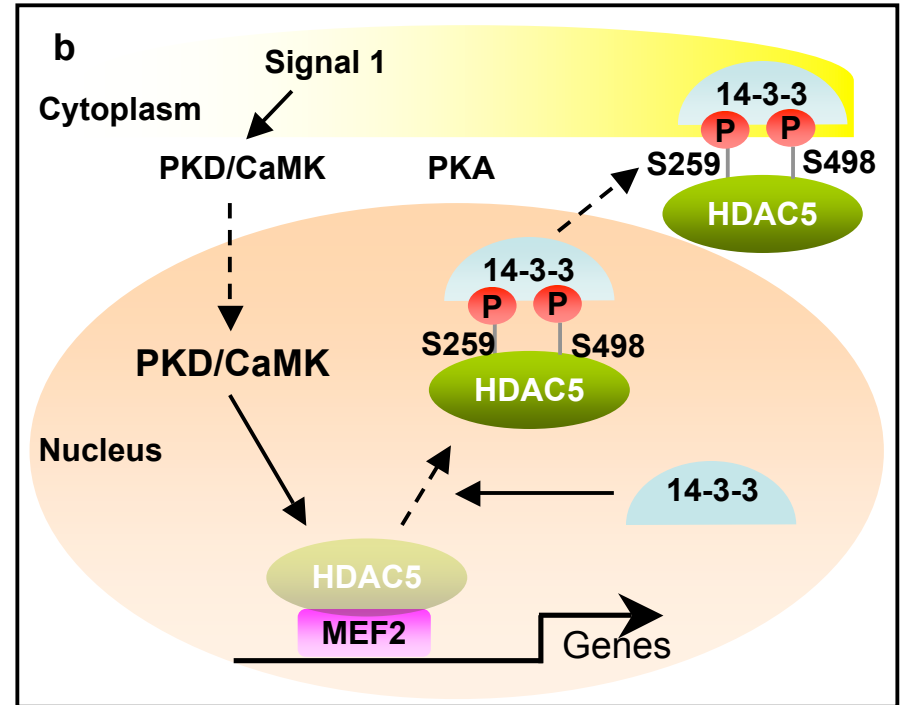 b
Signal 1
Cytoplasm
14-3-3
P P
S259 S498
HDAC5
PKD/CaMK PKA
14-3-3
P P
S259 S498
HDAC5
PKD/CaMK
Nucleus
14-3-3
HDAC5
MEF2
Genes